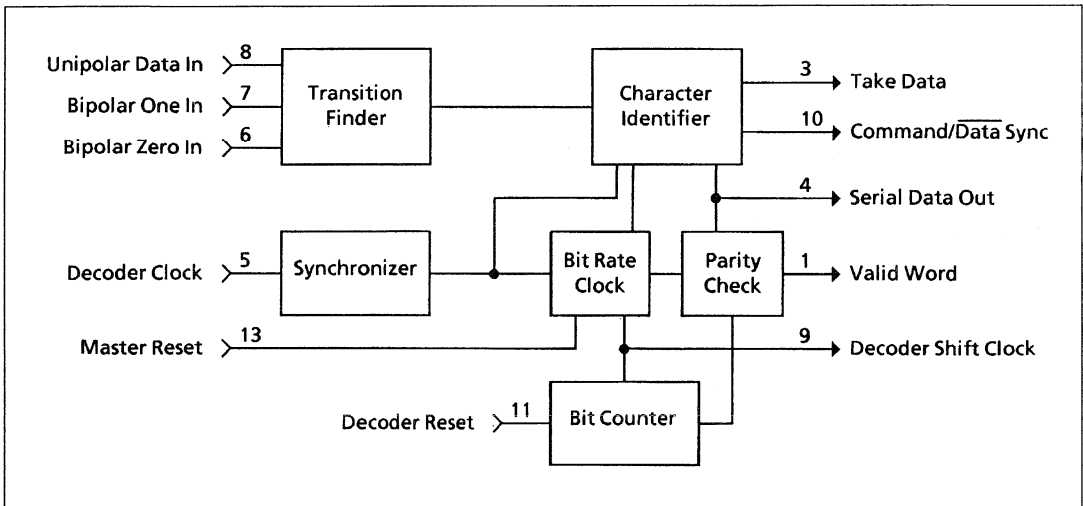 8
Unipolar Data In
7
Bipolar One In
6
Bipolar Zero In
Transition
Finder
Character
Identifier
3
Take Data
10
Command/Data Sync
4
Serial Data Out
5
Decoder Clock
Synchronizer
Bit Rate
Clock
Parity
Check
1
Valid Word
13
Master Reset
9
Decoder Shift Clock
11
Decoder Reset
Bit Counter